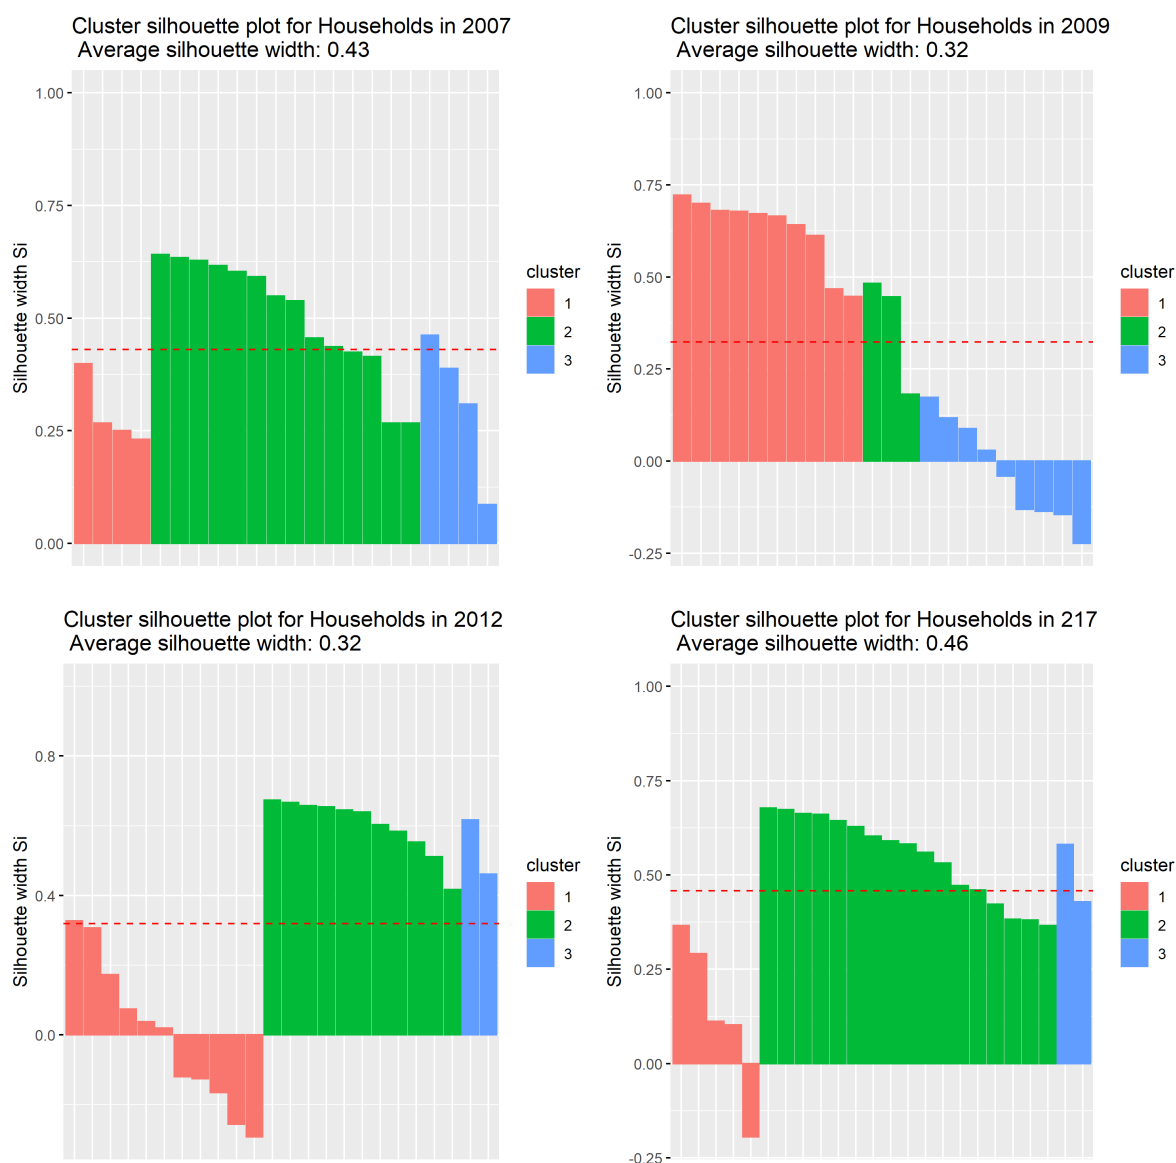 Cluster silhouette plot for Households in 2007
Average silhouette width: 0.43
1.00
0.75
0.50
0.25
0.00
Silhouette width Si
cluster
1
2
3
Cluster silhouette plot for Households in 2009
Average silhouette width: 0.32
1.00
0.75
0.50
0.25
0.00
-0.25
Silhouette width Si
cluster
1
2
3
Cluster silhouette plot for Households in 2012
Average silhouette width: 0.32
0.8
0.4
0.0
Silhouette width Si
cluster
1
2
3
Cluster silhouette plot for Households in 217
Average silhouette width: 0.46
1.00
0.75
0.50
0.25
0.00
-0.25
Silhouette width Si
cluster
1
2
3